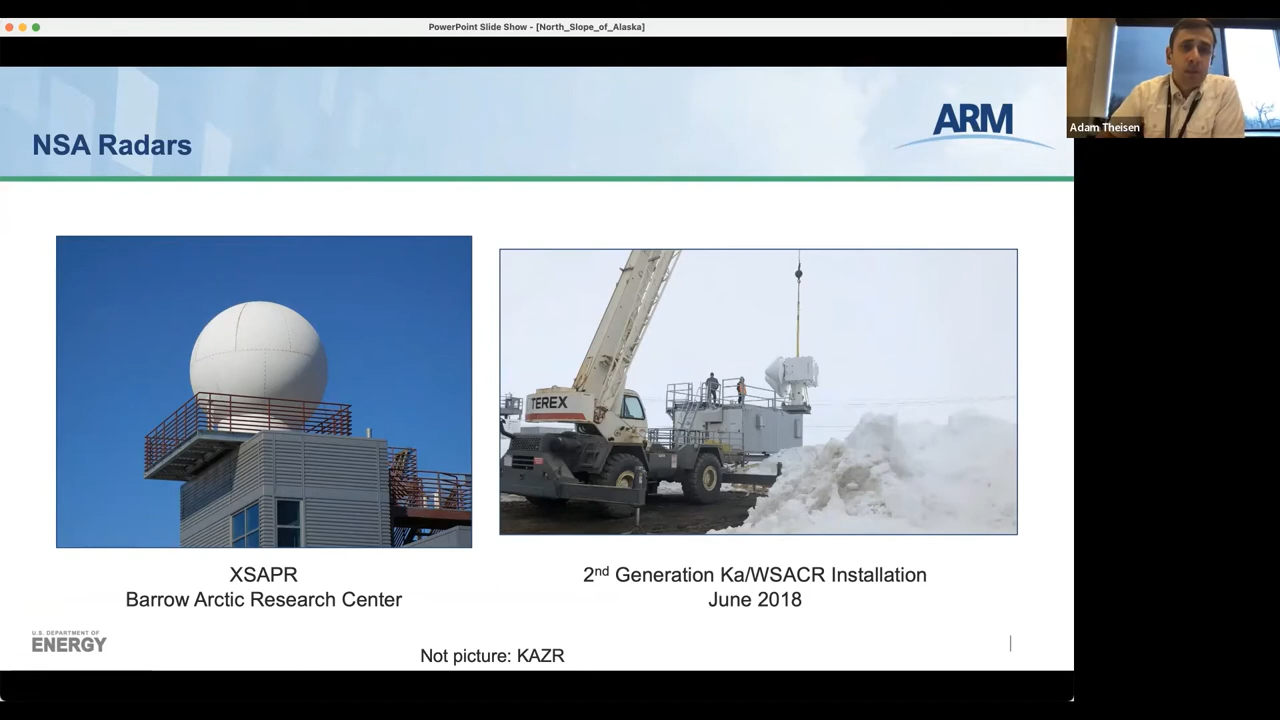 PowerPoint Slide Show - [North_Slope_of_Alaska]
Adam Theisen
NSA Radars
ARM
TEREX
XSAPR
Barrow Arctic Research Center
2nd Generation Ka/WSACR Installation
June 2018
U.S. DEPARTMENT OF
ENERGY
Not picture: KAZR